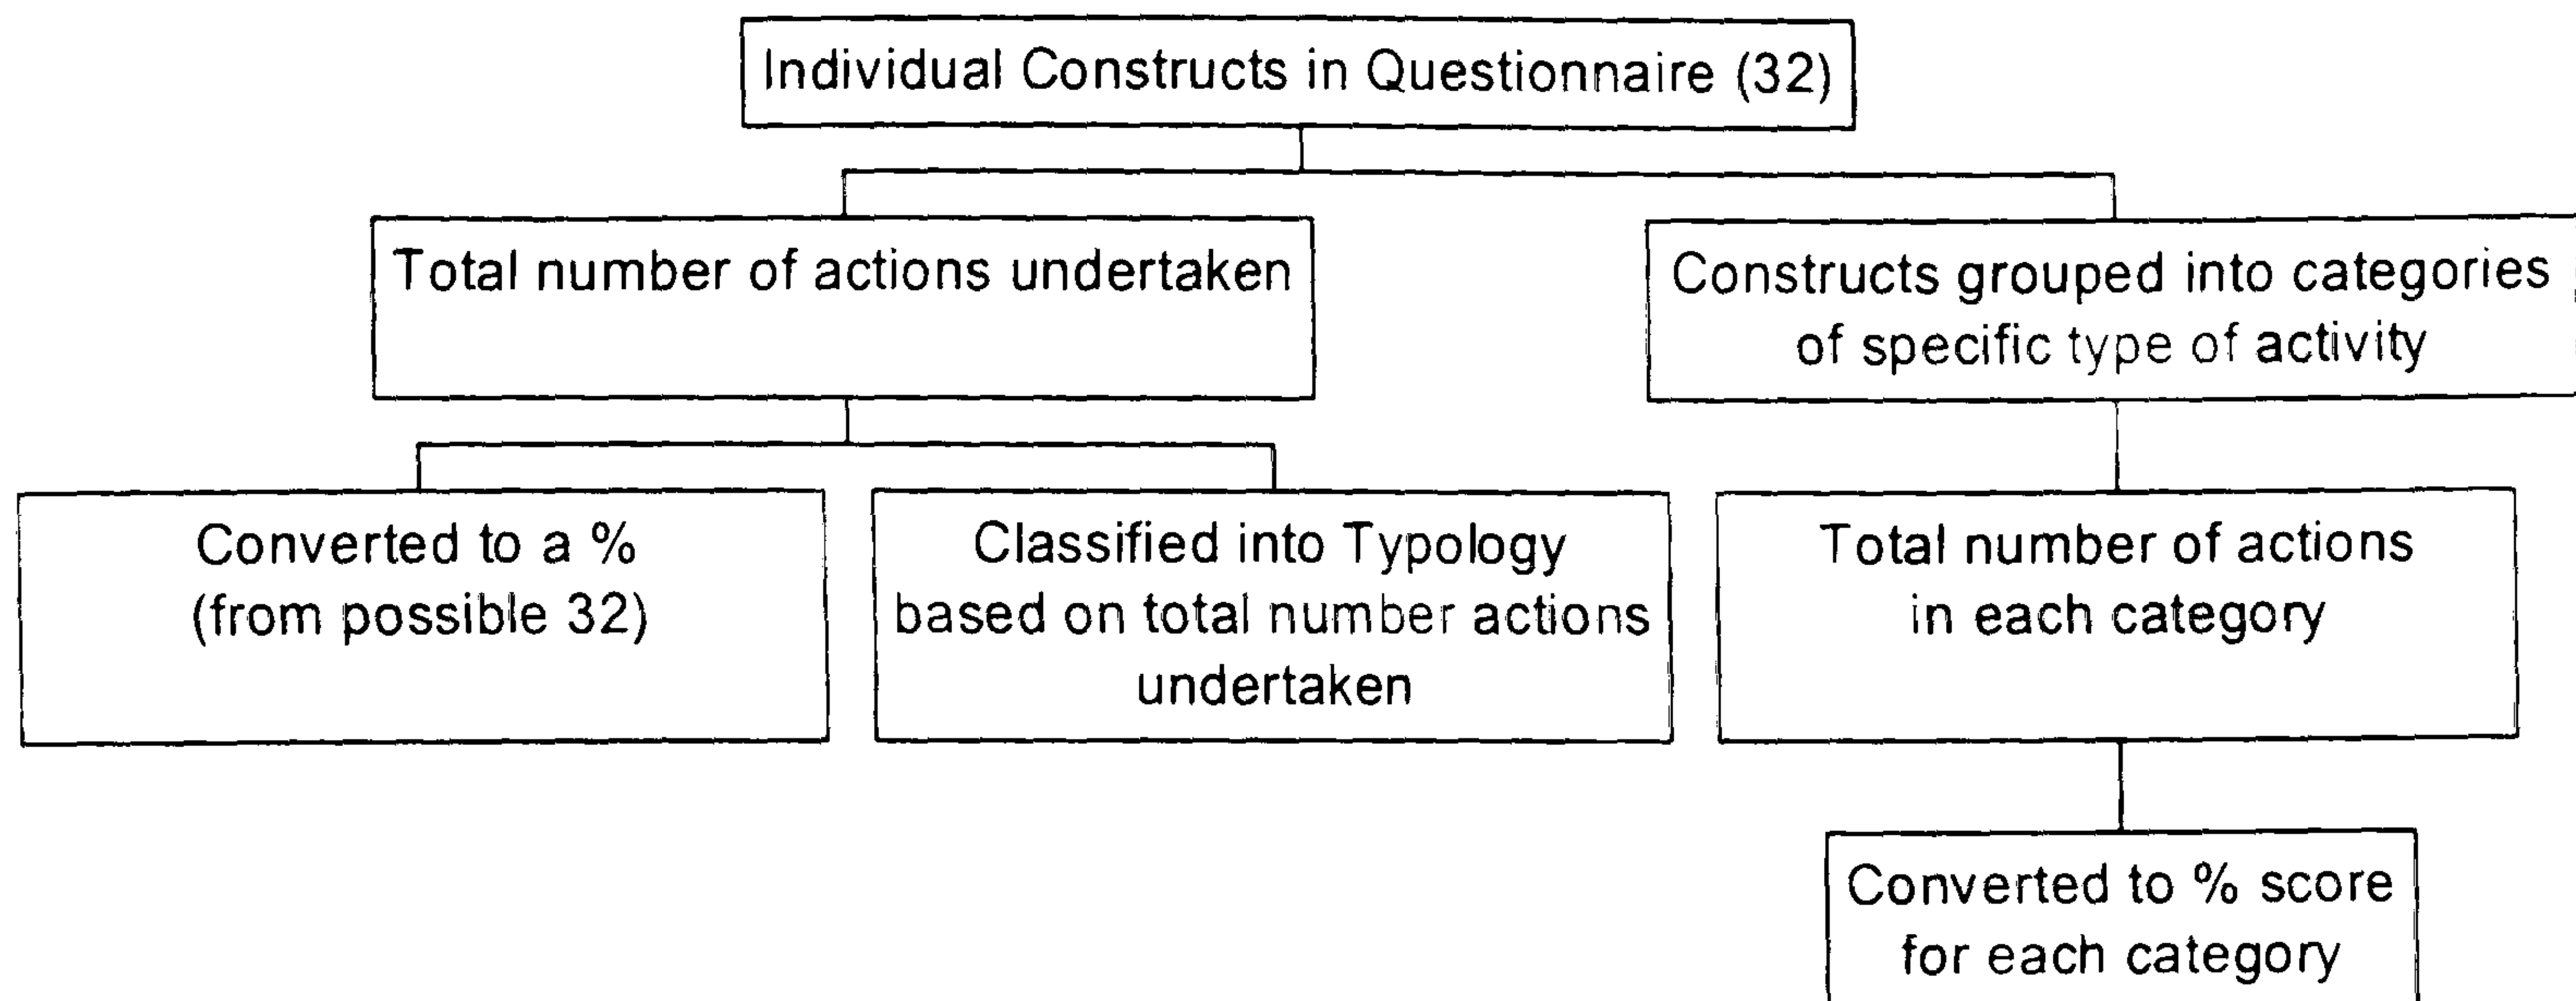 Individual Constructs in Questionnaire (32)
Total number of actions undertaken
Constructs grouped into categories
of specific type of activity
Converted to a %
(from possible 32)
Classified into Typology
based on total number actions
undertaken
Total number of actions
in each category
Converted to % score
for each category